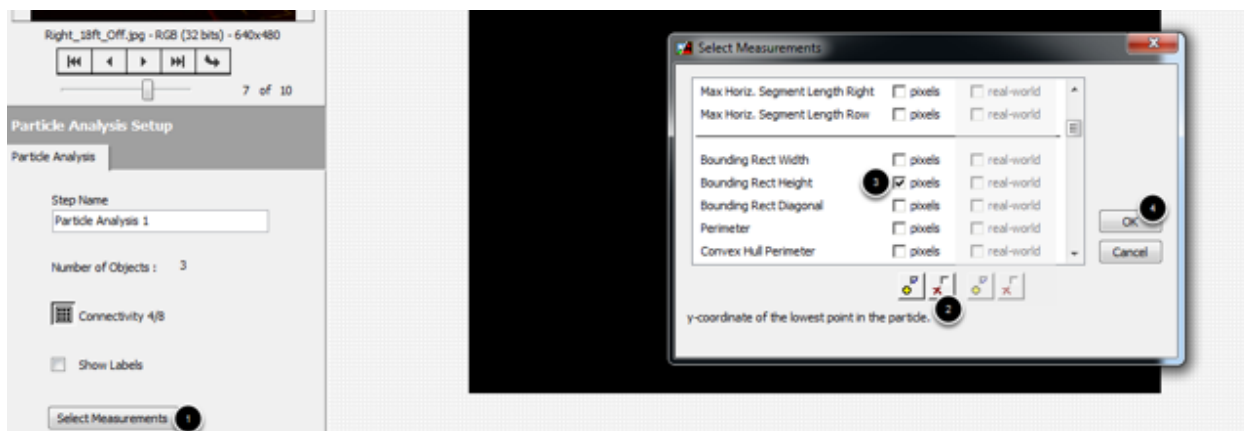 Right_18ft_Off.jpg - RGB (32 bits) - 640x480
7 of 10
Particle Analysis Setup
Particle Analysis
Step Name
Particle Analysis 1
Number of Objects : 3
Connectivity 4/8
Show Labels
Select Measurements 1
Select Measurements
Max Horiz. Segment Length Right pixels real-world
Max Horiz. Segment Length Row pixels real-world
Bounding Rect Width pixels real-world
Bounding Rect Height 3 pixels real-world
Bounding Rect Diagonal pixels real-world
Perimeter pixels real-world
Convex Hull Perimeter pixels real-world
OK 4
Cancel
y-coordinate of the lowest point in the particle. 2